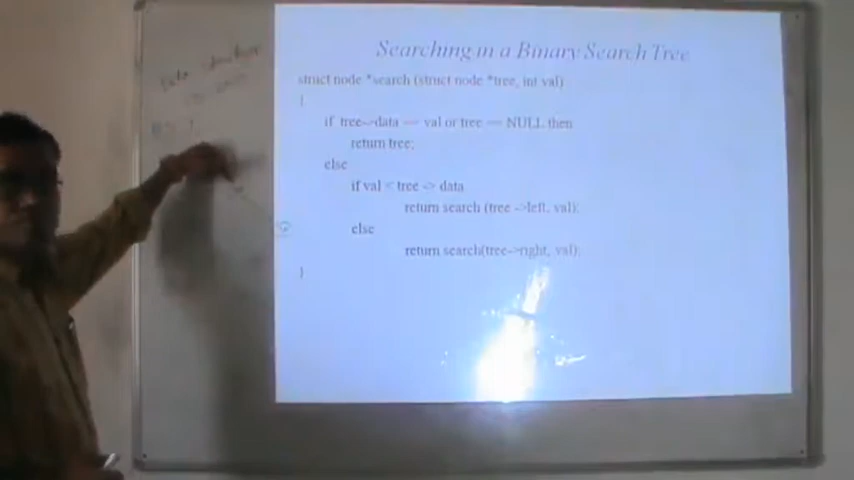 Searching in a Binary Search Tree
struct node *search (struct node *tree, int val)
{
if tree->data == val or tree == NULL then
return tree;
else
if val < tree -> data
return search (tree ->left, val);
else
return search(tree->right, val);
}